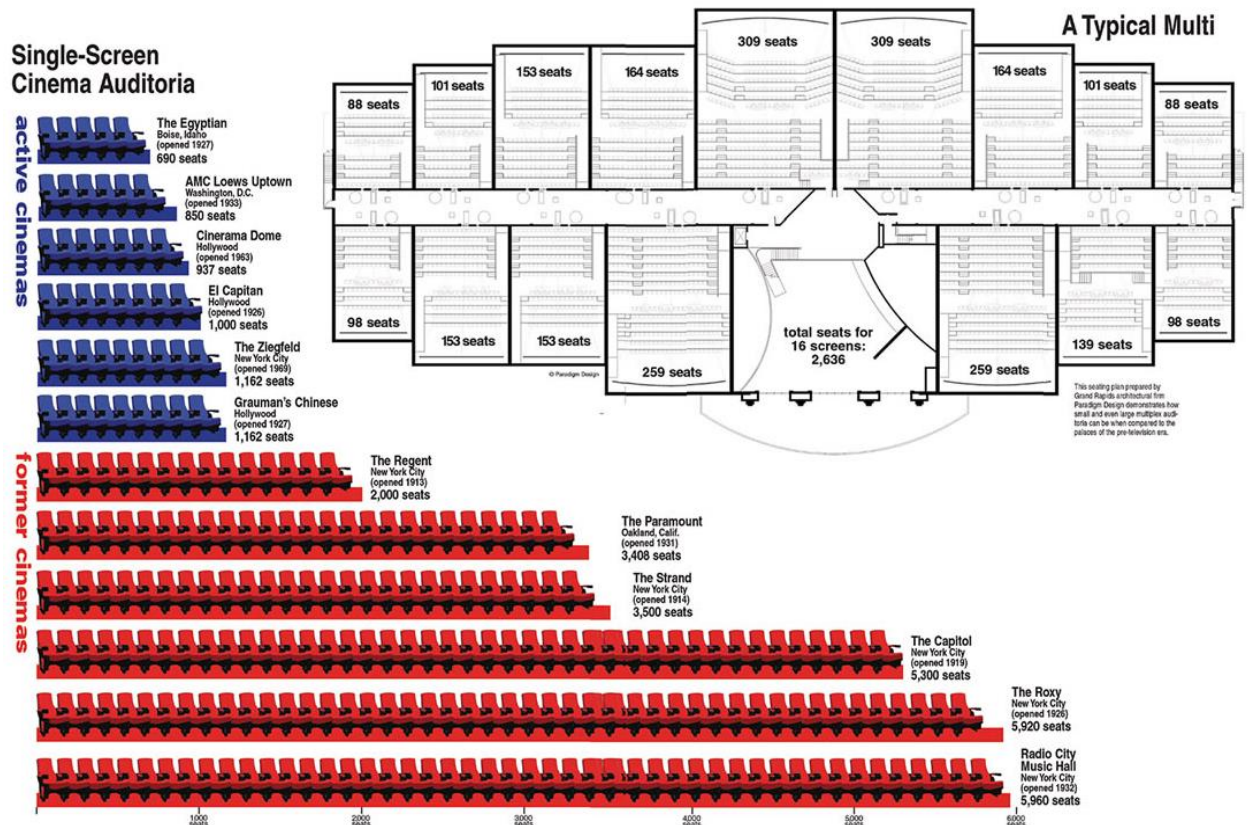 Single-Screen
Cinema Auditoria
A Typical Multi
active cinemas
The Egyptian
Boise, Idaho
(opened 1927)
690 seats
AMC Loews Uptown
Washington, D.C.
(opened 1933)
850 seats
Cinerama Dome
Hollywood
(opened 1963)
937 seats
El Capitan
Hollywood
(opened 1926)
1,000 seats
The Ziegfeld
New York City
(opened 1969)
1,162 seats
Grauman's Chinese
Hollywood
(opened 1927)
1,162 seats
former cinemas
The Regent
New York City
(opened 1913)
2,000 seats
The Paramount
Oakland, Calif.
(opened 1931)
3,408 seats
The Strand
New York City
(opened 1914)
3,500 seats
The Capitol
New York City
(opened 1919)
5,300 seats
The Roxy
New York City
(opened 1926)
5,920 seats
Radio City
Music Hall
New York City
(opened 1932)
5,960 seats
1000
2000
3000
4000
5000
6000
88 seats
101 seats
153 seats
164 seats
309 seats
309 seats
164 seats
101 seats
88 seats
98 seats
153 seats
153 seats
259 seats
total seats for
16 screens:
2,636
259 seats
139 seats
98 seats
© Paradigm Design
This seating plan prepared by
Grand Rapids architectural firm
Paradigm Design demonstrates how
small and even large multiplex audi-
toria can be when compared to the
palaces of the pre-television era.